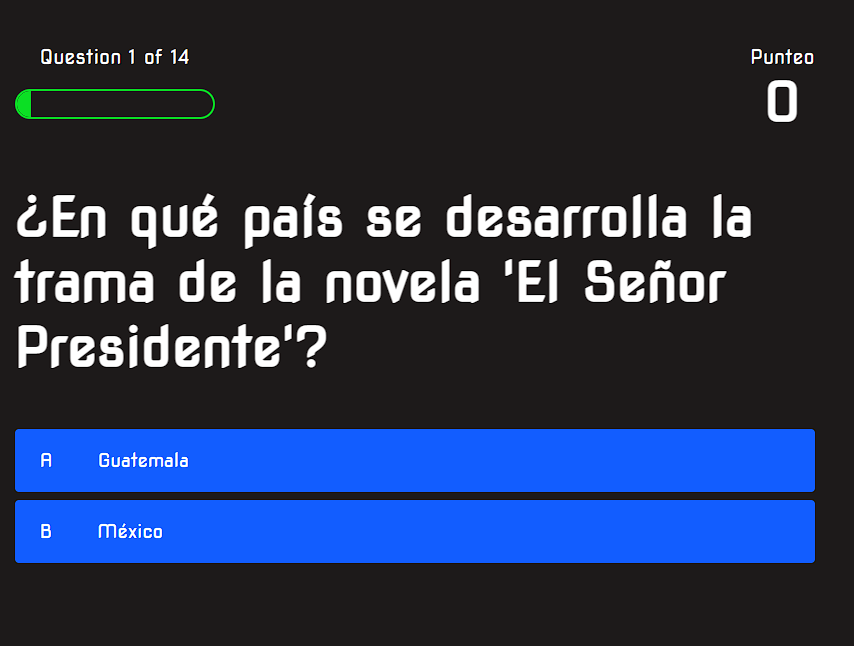 Question 1 of 14
Punteo
0
¿En qué país se desarrolla la
trama de la novela 'El Señor
Presidente'?
A Guatemala
B México